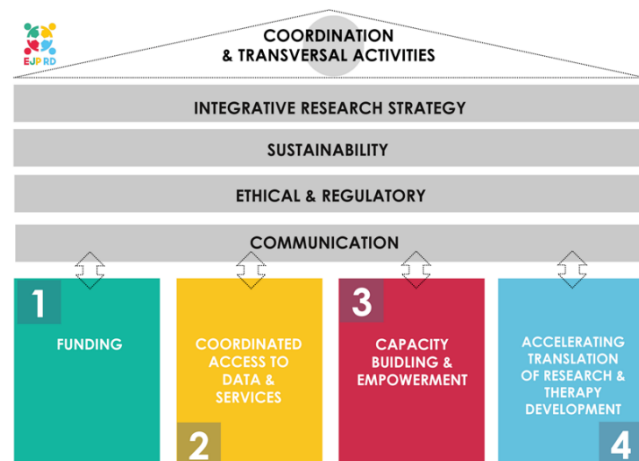 EJP RD
COORDINATION
& TRANSVERSAL ACTIVITIES
INTEGRATIVE RESEARCH STRATEGY
SUSTAINABILITY
ETHICAL & REGULATORY
COMMUNICATION
1
FUNDING
COORDINATED
ACCESS TO
DATA &
SERVICES
2
3
CAPACITY
BUIDLING &
EMPOWERMENT
ACCELERATING
TRANSLATION
OF RESEARCH &
THERAPY
DEVELOPMENT
4